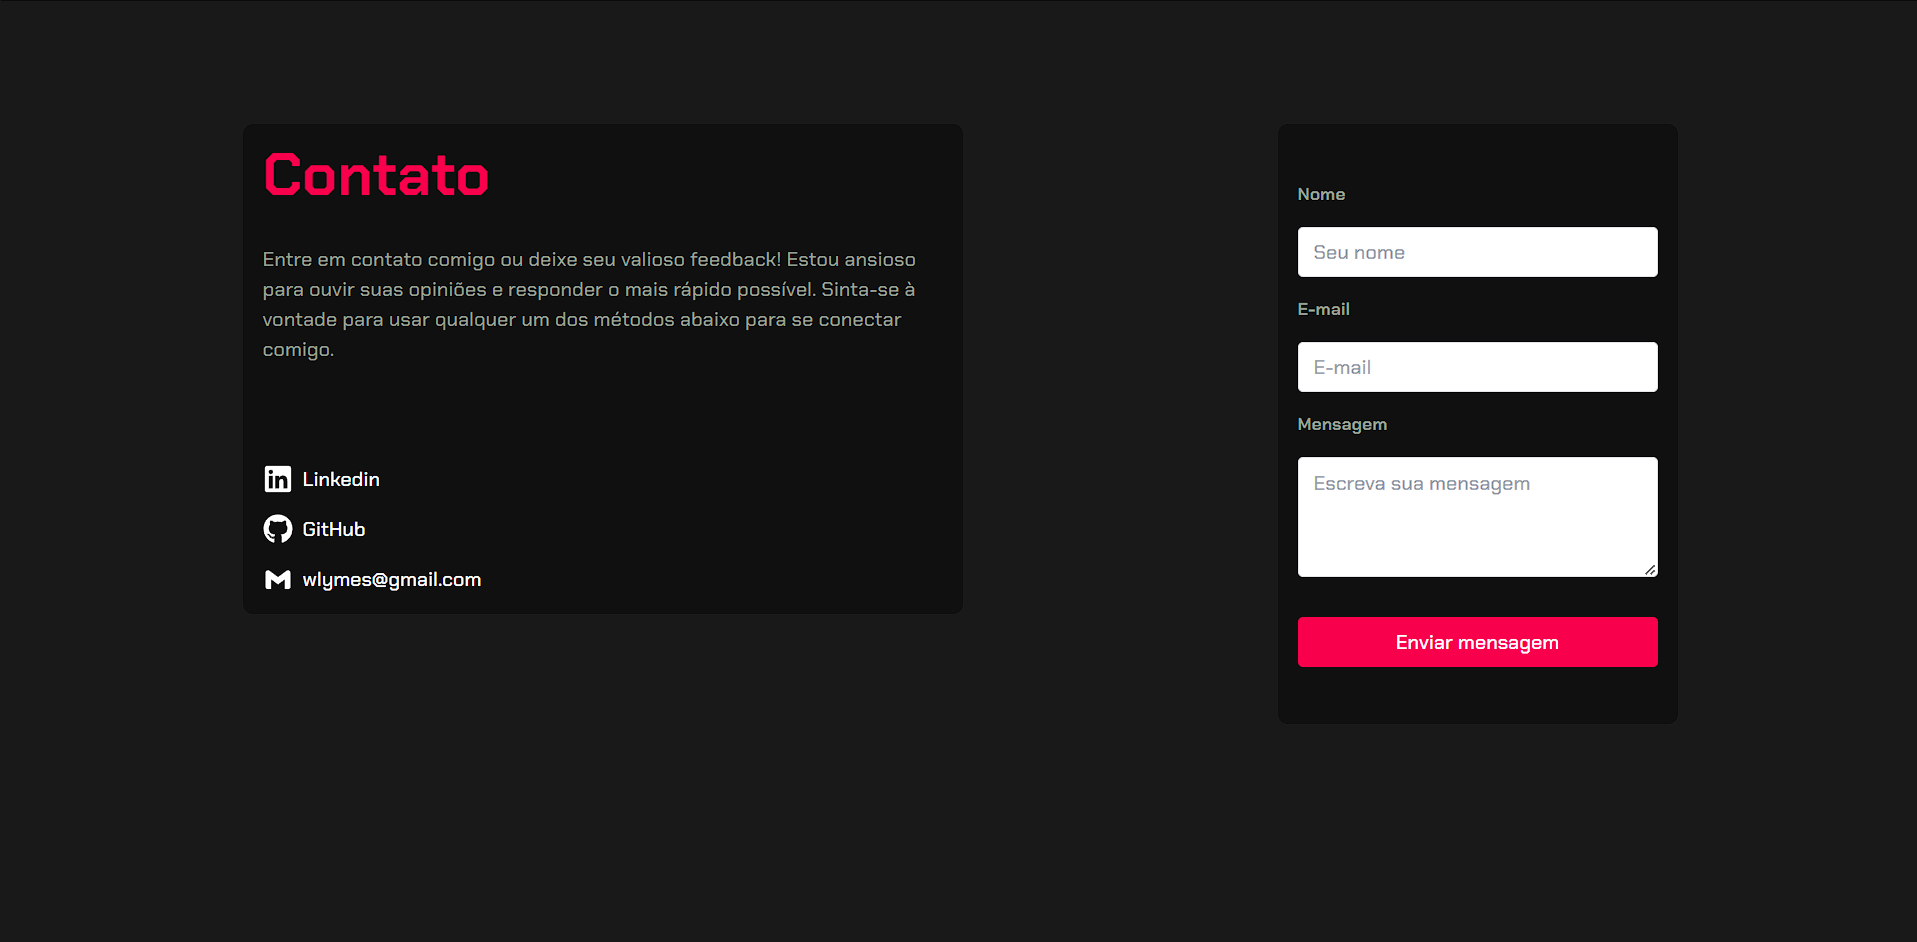 Contato
Entre em contato comigo ou deixe seu valioso feedback! Estou ansioso
para ouvir suas opiniões e responder o mais rápido possível. Sinta-se à
vontade para usar qualquer um dos métodos abaixo para se conectar
comigo.
Linkedin
GitHub
wlymes@gmail.com
Nome
Seu nome
E-mail
E-mail
Mensagem
Escreva sua mensagem
Enviar mensagem